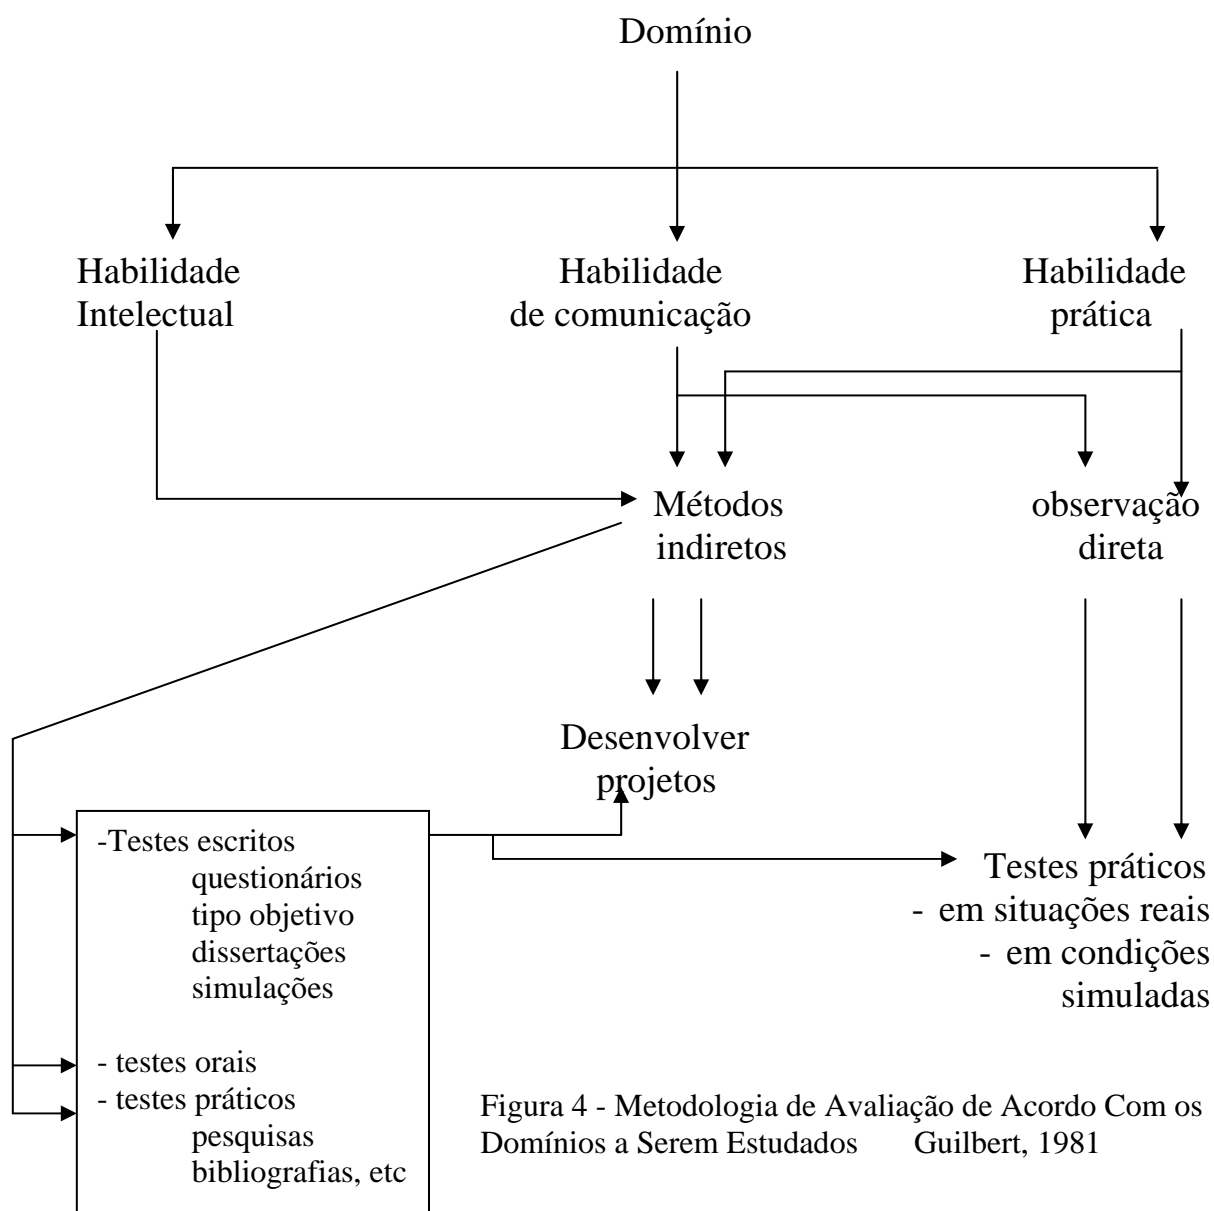 Domínio
Habilidade
Intelectual
Habilidade
de comunicação
Habilidade
prática
Métodos
indiretos
observação
direta
Desenvolver
projetos
-Testes escritos
questionários
tipo objetivo
dissertações
simulações
- testes orais
- testes práticos
pesquisas
bibliografias, etc
Testes práticos
- em situações reais
- em condições
simuladas
Figura 4 - Metodologia de Avaliação de Acordo Com os
Domínios a Serem Estudados Guilbert, 1981